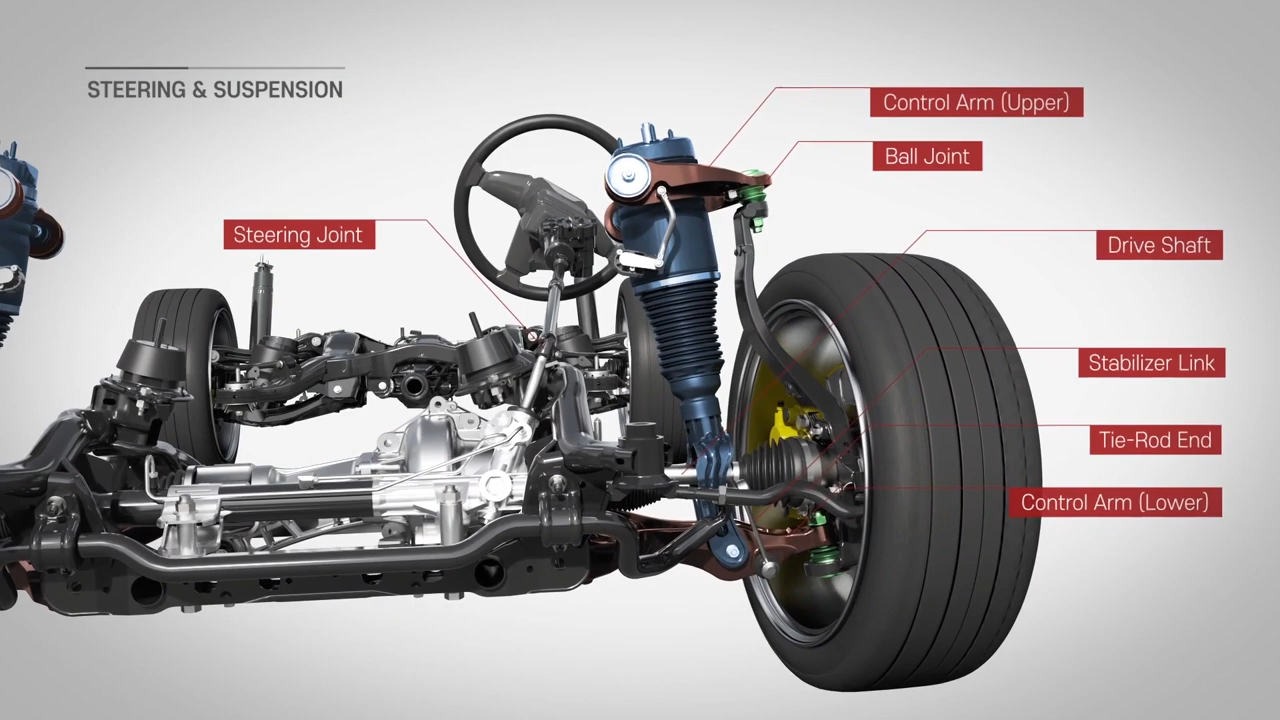 STEERING & SUSPENSION
Control Arm (Upper)
Ball Joint
Steering Joint
Drive Shaft
Stabilizer Link
Tie-Rod End
Control Arm (Lower)